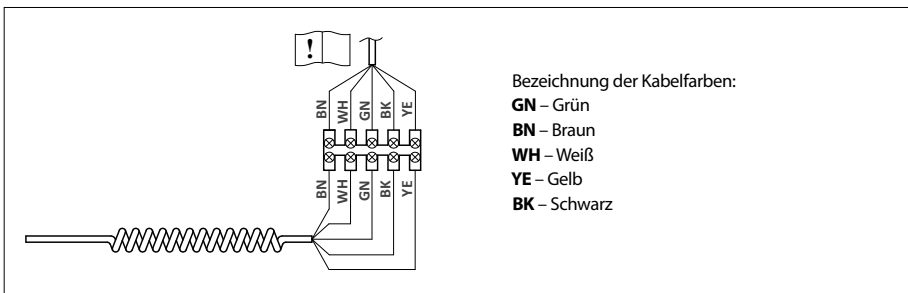 !
BN WH GN BK YE
BN WH GN BK YE
Bezeichnung der Kabelfarben:
GN – Grün
BN – Braun
WH – Weiß
YE – Gelb
BK – Schwarz